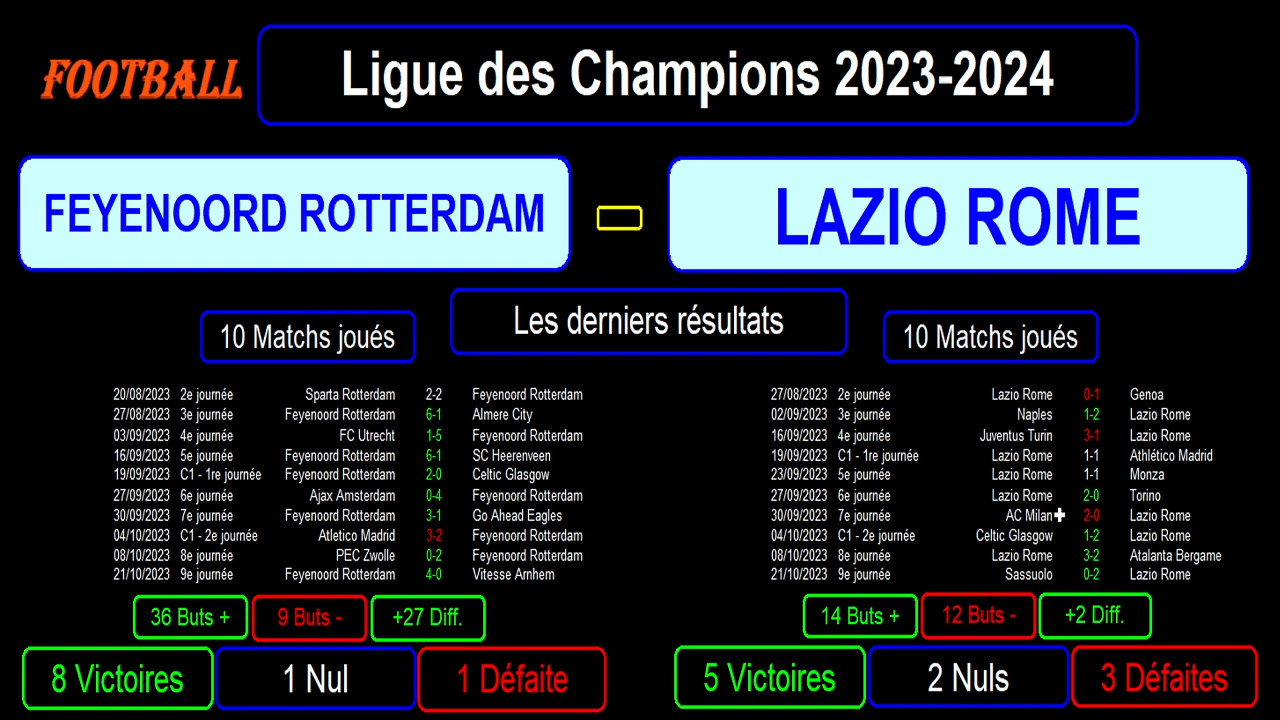 FOOTBALL
Ligue des Champions 2023-2024
FEYENOORD ROTTERDAM
LAZIO ROME
Les derniers résultats
10 Matchs joués
10 Matchs joués
20/08/2023 2e journée Sparta Rotterdam 2-2 Feyenoord Rotterdam
27/08/2023 3e journée Feyenoord Rotterdam 6-1 Almere City
03/09/2023 4e journée FC Utrecht 1-5 Feyenoord Rotterdam
16/09/2023 5e journée Feyenoord Rotterdam 6-1 SC Heerenveen
19/09/2023 C1 - 1re journée Feyenoord Rotterdam 2-0 Celtic Glasgow
27/09/2023 6e journée Ajax Amsterdam 0-4 Feyenoord Rotterdam
30/09/2023 7e journée Feyenoord Rotterdam 3-1 Go Ahead Eagles
04/10/2023 C1 - 2e journée Atletico Madrid 3-2 Feyenoord Rotterdam
08/10/2023 8e journée PEC Zwolle 0-2 Feyenoord Rotterdam
21/10/2023 9e journée Feyenoord Rotterdam 4-0 Vitesse Arnhem
36 Buts +
9 Buts -
+27 Diff.
8 Victoires
1 Nul
1 Défaite
27/08/2023 2e journée Lazio Rome 0-1 Genoa
02/09/2023 3e journée Naples 1-2 Lazio Rome
16/09/2023 4e journée Juventus Turin 3-1 Lazio Rome
19/09/2023 C1 - 1re journée Lazio Rome 1-1 Athlético Madrid
23/09/2023 5e journée Lazio Rome 1-1 Monza
27/09/2023 6e journée Lazio Rome 2-0 Torino
30/09/2023 7e journée AC Milan 2-0 Lazio Rome
04/10/2023 C1 - 2e journée Celtic Glasgow 1-2 Lazio Rome
08/10/2023 8e journée Lazio Rome 3-2 Atalanta Bergame
21/10/2023 9e journée Sassuolo 0-2 Lazio Rome
14 Buts +
12 Buts -
+2 Diff.
5 Victoires
2 Nuls
3 Défaites